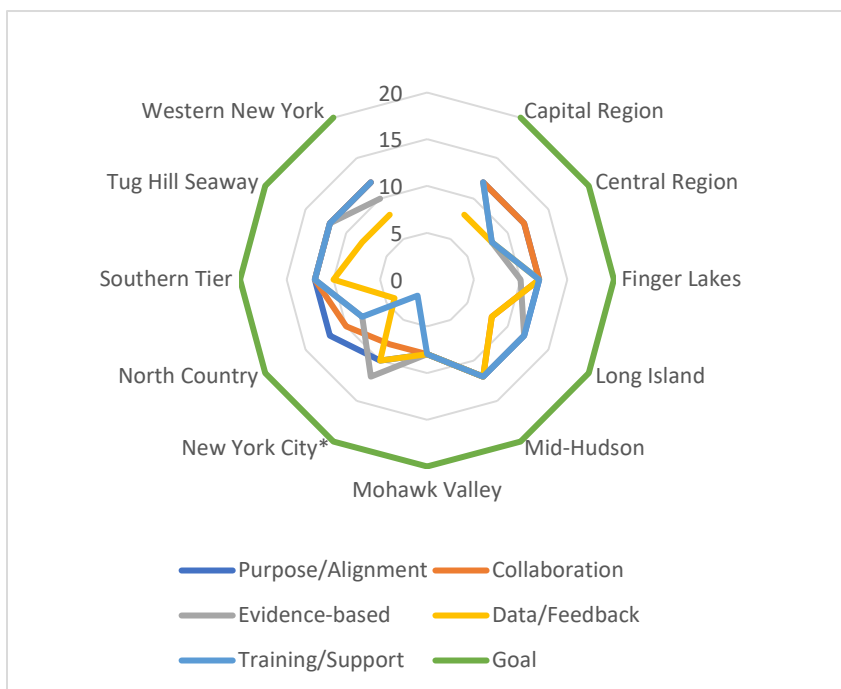 20
Western New York
Capital Region
15
Tug Hill Seaway
Central Region
10
5
Southern Tier
0
Finger Lakes
North Country
Long Island
New York City*
Mid-Hudson
Mohawk Valley
Purpose/Alignment
Collaboration
Evidence-based
Data/Feedback
Training/Support
Goal